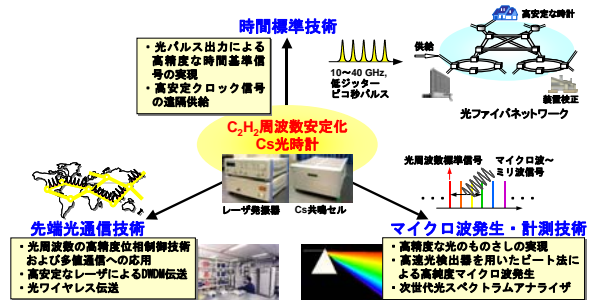 時間標準技術
・光パルス出力による
高精度な時間基準信
号の実現
・高安定クロック信号
の遠隔供給
10～40 GHz,
低ジッター
ピコ秒パルス
高安定な時計
供給
装置校正
光ファイバネットワーク
C2H2周波数安定化
Cs光時計
レーザ発振器
Cs共鳴セル
光周波数標準信号
マイクロ波～
ミリ波信号
先端光通信技術
・光周波数の高精度位相制御技術
および多値通信への応用
・高安定なレーザによるDWDM伝送
・光ワイヤレス伝送
マイクロ波発生・計測技術
・高精度な光のものさしの実現
・高速光検出器を用いたビート法に
よる高純度マイクロ波発生
・次世代光スペクトラムアナライザ